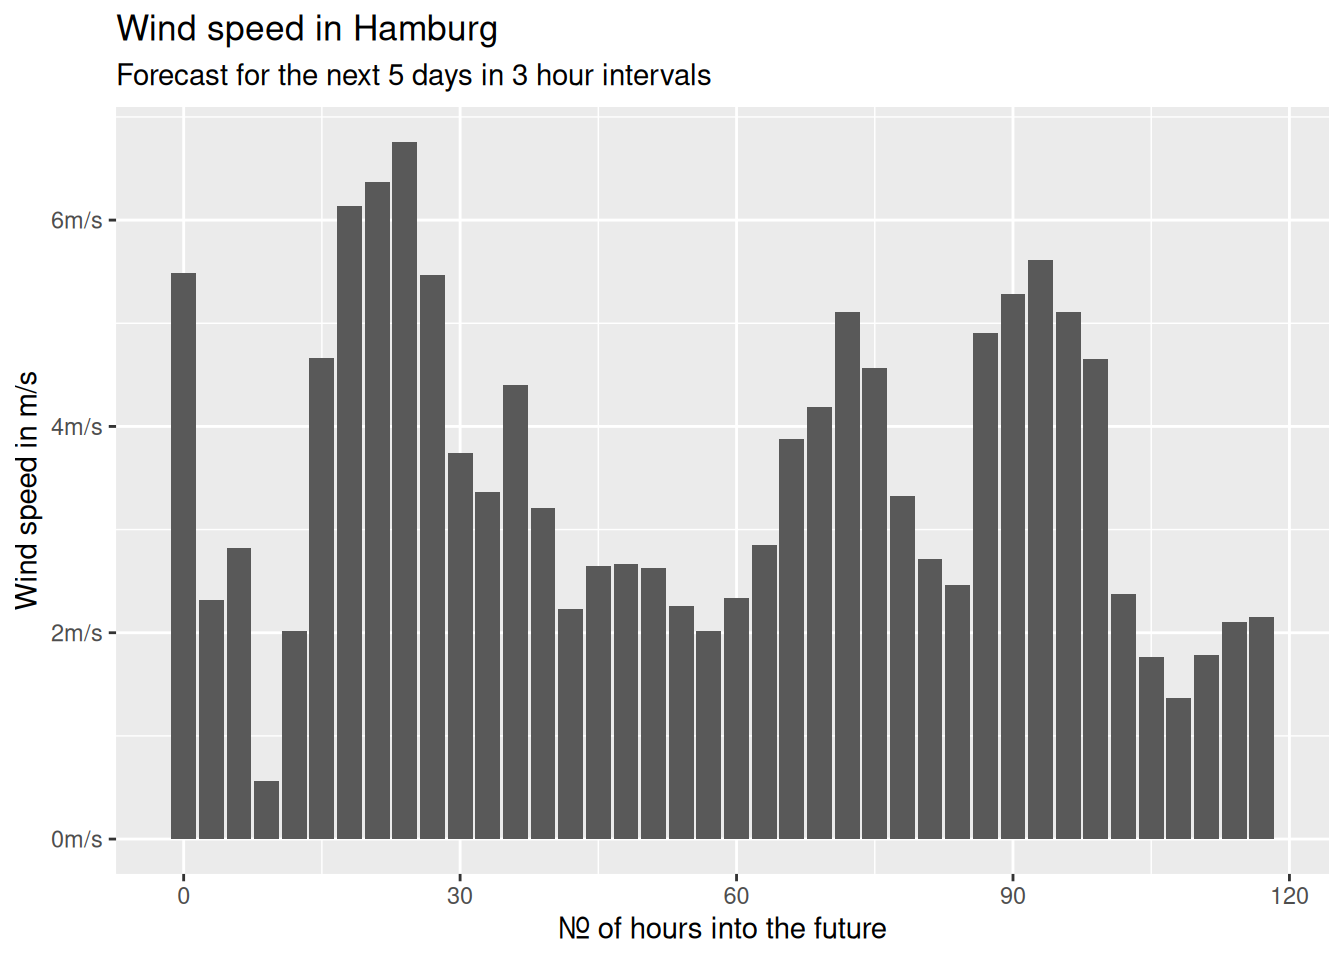 Wind speed in Hamburg
Forecast for the next 5 days in 3 hour intervals
Wind speed in m/s
6m/s
4m/s
2m/s
0m/s
0 30 60 90 120
№ of hours into the future